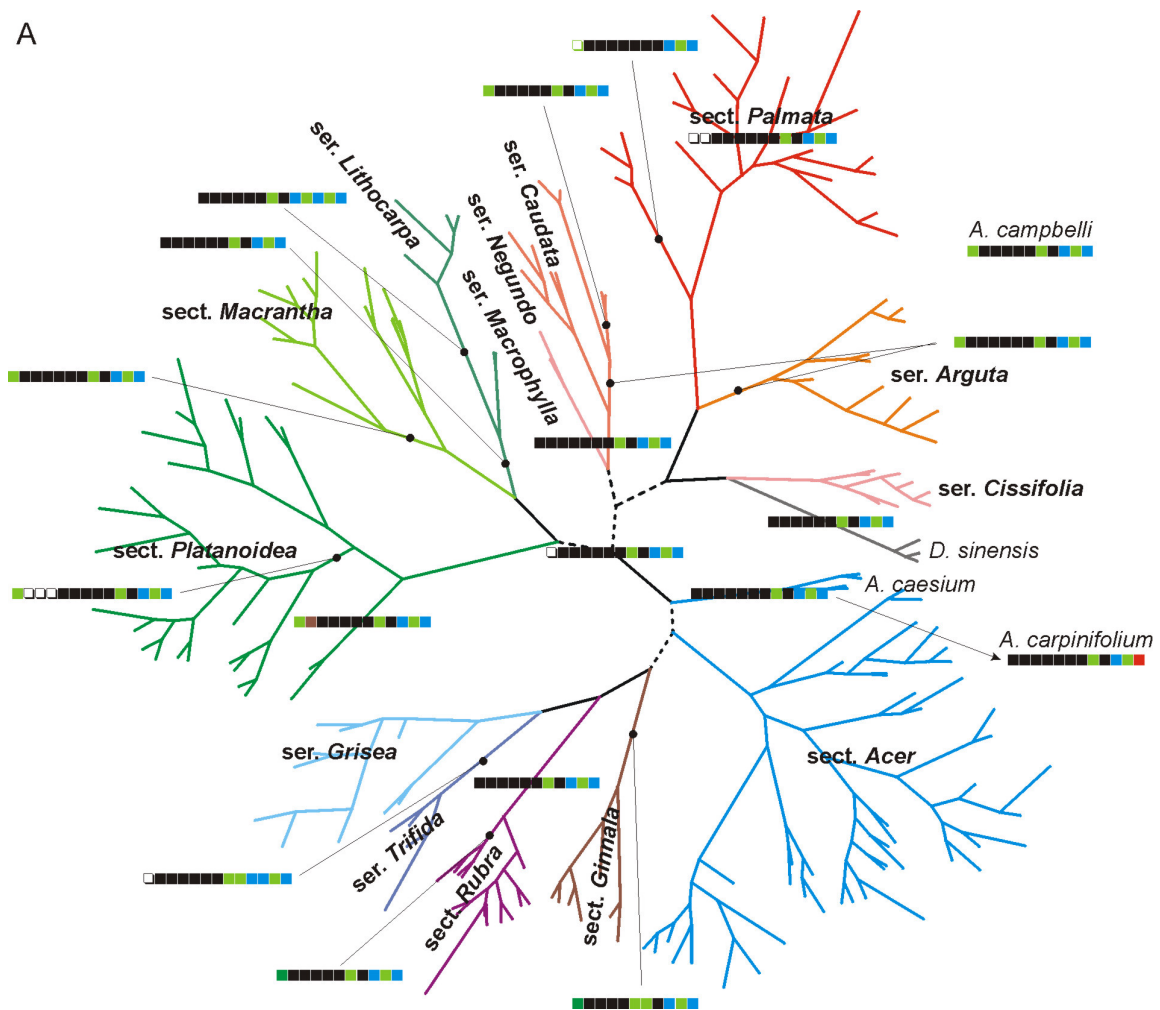 A
sect. Palmata
ser. Lithocarpa
ser. Caudata
ser. Negundo
ser. Macrophylla
A. campbelli
sect. Macrantha
ser. Arguta
ser. Cissifolia
sect. Platanoidea
D. sinensis
A. caesium
A. carpinifolium
ser. Grisea
sect. Acer
ser. Trifida
sect. Rubra
sect. Ginnala